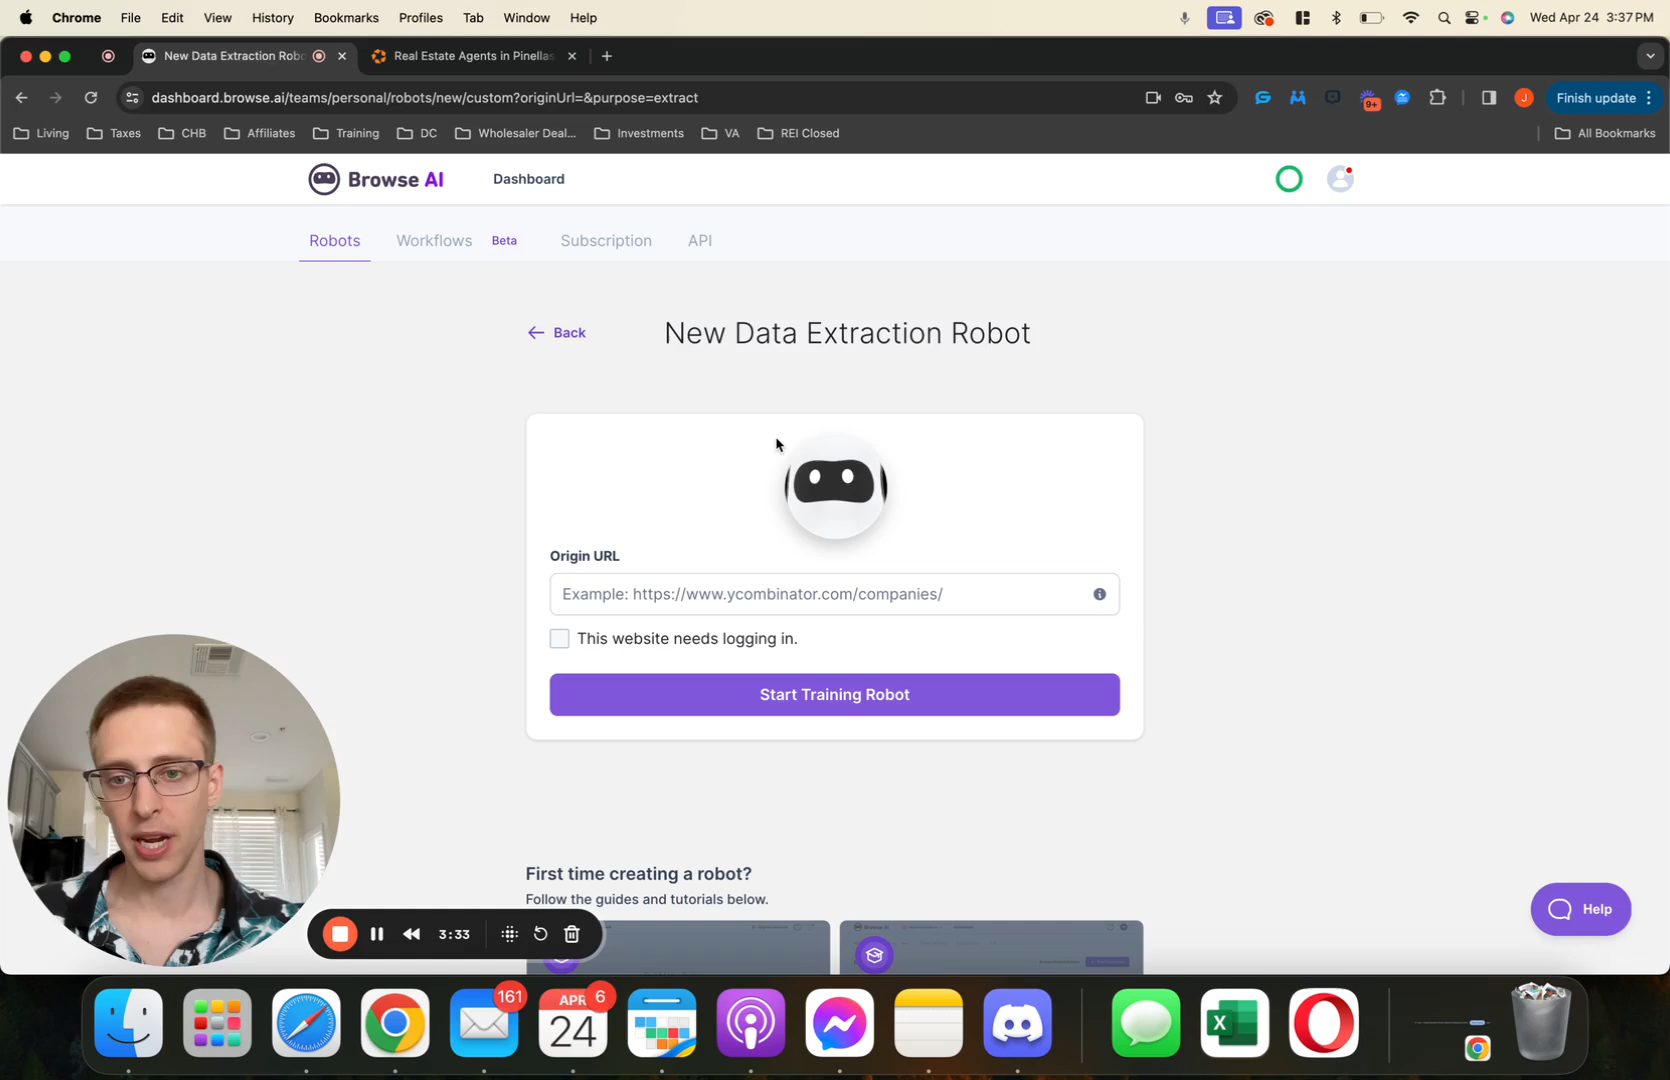 Chrome File Edit View History Bookmarks Profiles Tab Window Help Wed Apr 24 3:37 PM
New Data Extraction Robo Real Estate Agents in Pinellas
dashboard.browse.ai/teams/personal/robots/new/custom?originUrl=&purpose=extract 9+ J Finish update
Living Taxes CHB Affiliates Training DC Wholesaler Deal... Investments VA REI Closed All Bookmarks
Browse AI Dashboard
Robots Workflows Beta Subscription API
Back New Data Extraction Robot
Origin URL
Example: https://www.ycombinator.com/companies/
This website needs logging in.
Start Training Robot
First time creating a robot?
Follow the guides and tutorials below.
Help
3:33
161 APR 6
24